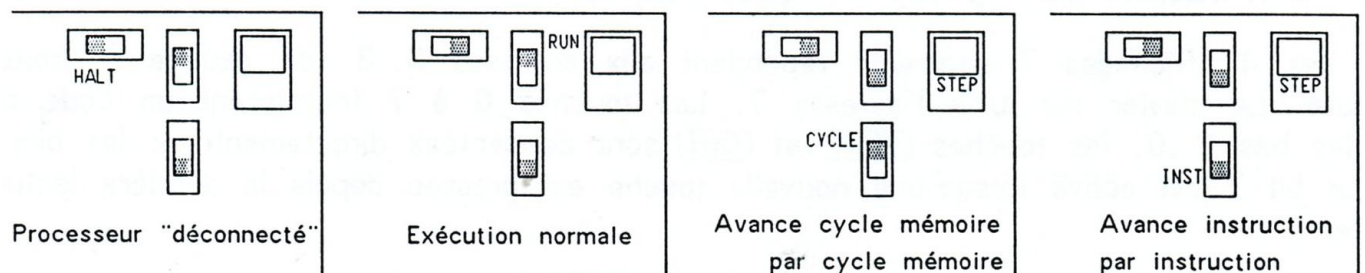 HALT
Processeur "déconnecté"
RUN
Exécution normale
STEP
CYCLE
Avance cycle mémoire
par cycle mémoire
STEP
INST
Avance instruction
par instruction